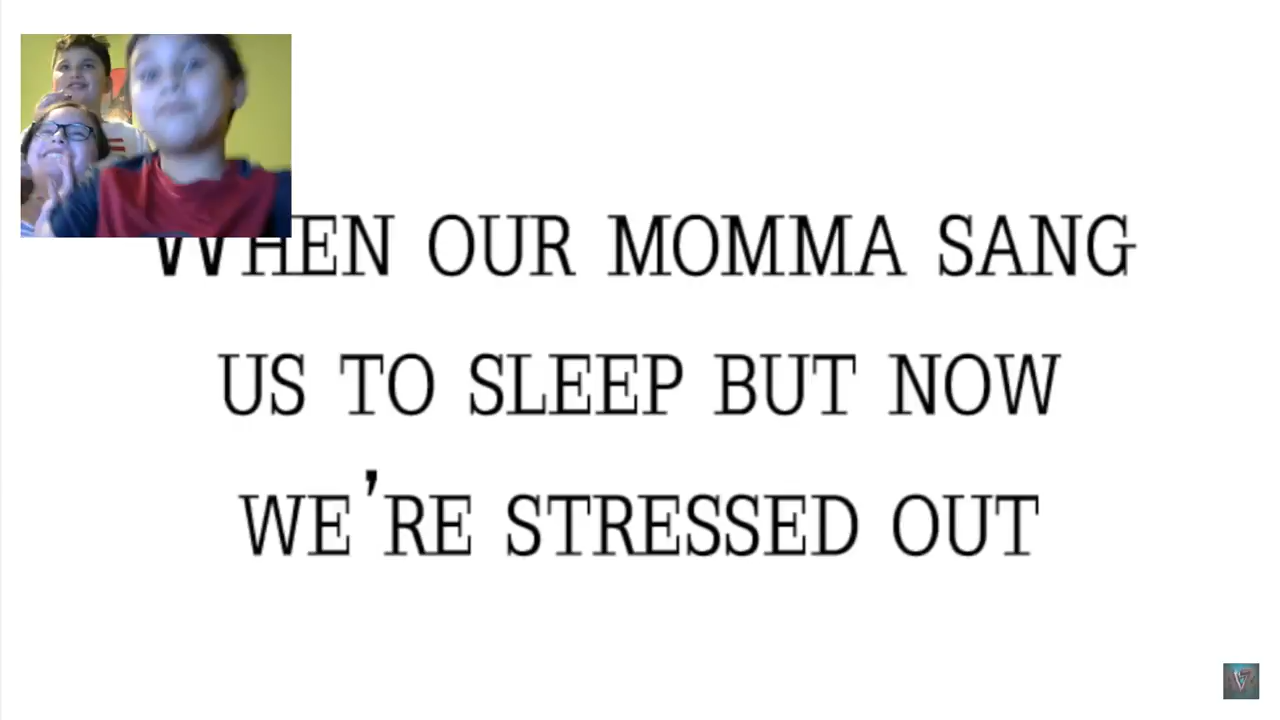 WHEN OUR MOMMA SANG
US TO SLEEP BUT NOW
WE'RE STRESSED OUT